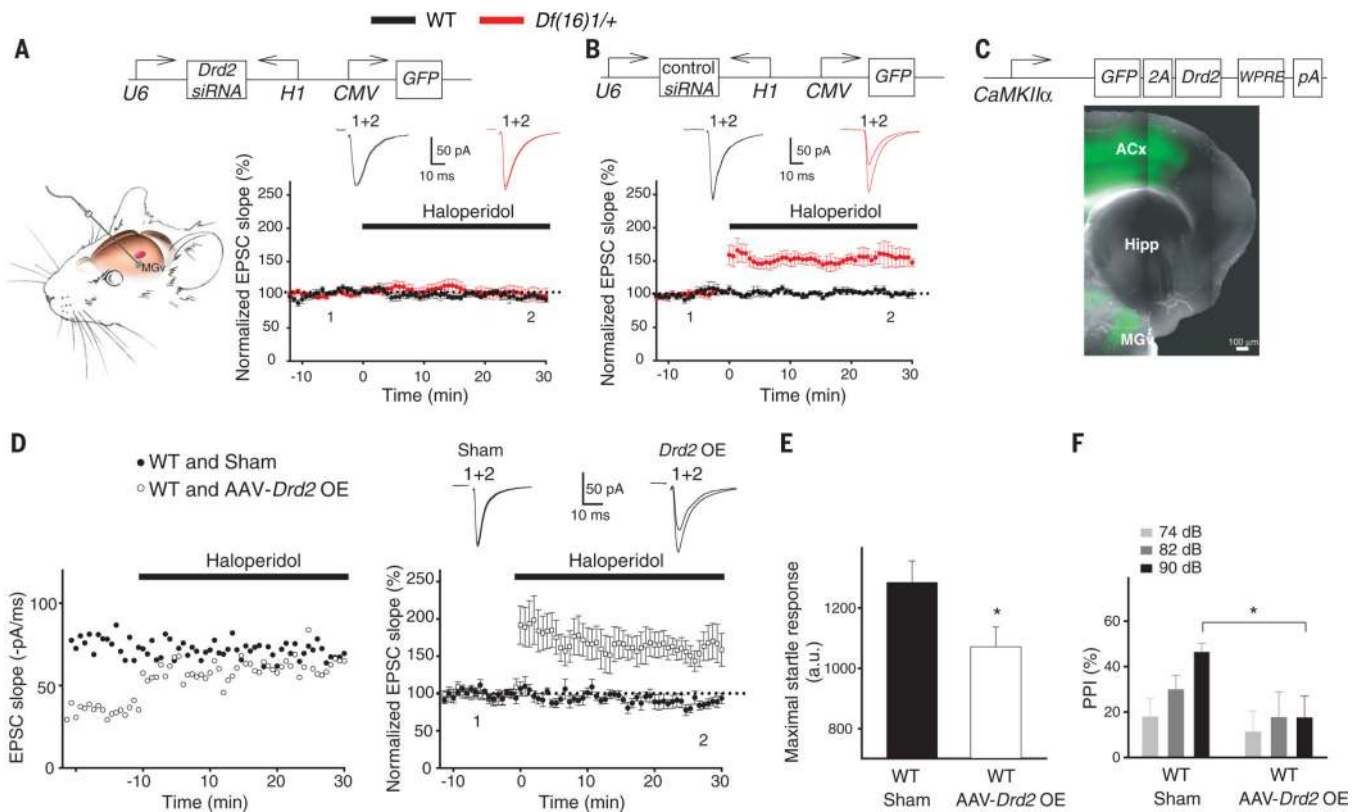 WT
Df(16)1/+
A
Drd2
siRNA
U6
H1
CMV
GFP
1+2
1+2
50 pA
10 ms
MGv
Normalized EPSC slope (%)
250
200
150
100
50
0
Haloperidol
1
2
-10
0
10
20
30
Time (min)
B
control
siRNA
U6
H1
CMV
GFP
1+2
1+2
50 pA
10 ms
Normalized EPSC slope (%)
250
200
150
100
50
0
Haloperidol
1
2
-10
0
10
20
30
Time (min)
C
CaMKIIα
GFP
2A
Drd2
WPRE
pA
ACx
Hipp
MGv
100 μm
D
WT and Sham
WT and AAV-Drd2 OE
Haloperidol
EPSC slope (-pA/ms)
100
50
0
-10
-10
0
10
20
30
Time (min)
Sham
1+2
50 pA
10 ms
Drd2 OE
1+2
Haloperidol
Normalized EPSC slope (%)
250
200
150
100
50
0
1
2
-10
0
10
20
30
Time (min)
E
Maximal startle response
(a.u.)
1200
1000
800
*
WT
Sham
WT
AAV-Drd2 OE
F
74 dB
82 dB
90 dB
*
PPI (%)
60
40
20
0
WT
Sham
WT
AAV-Drd2 OE